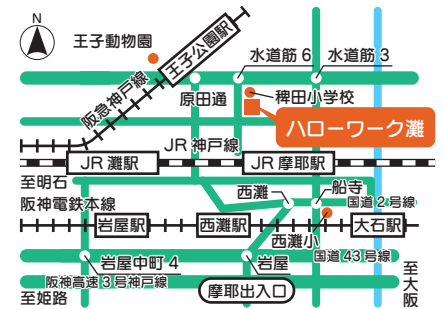 N
王子動物園
王子公園駅
水道筋 6
水道筋 3
阪急神戸線
原田通
稗田小学校
ハローワーク灘
JR 神戸線
JR 灘駅
JR 摩耶駅
至明石
西灘
船寺
国道 2 号線
阪神電鉄本線
岩屋駅
西灘駅
大石駅
西灘小
国道 43 号線
岩屋中町 4
岩屋
阪神高速 3 号神戸線
至姫路
摩耶出入口
至大阪